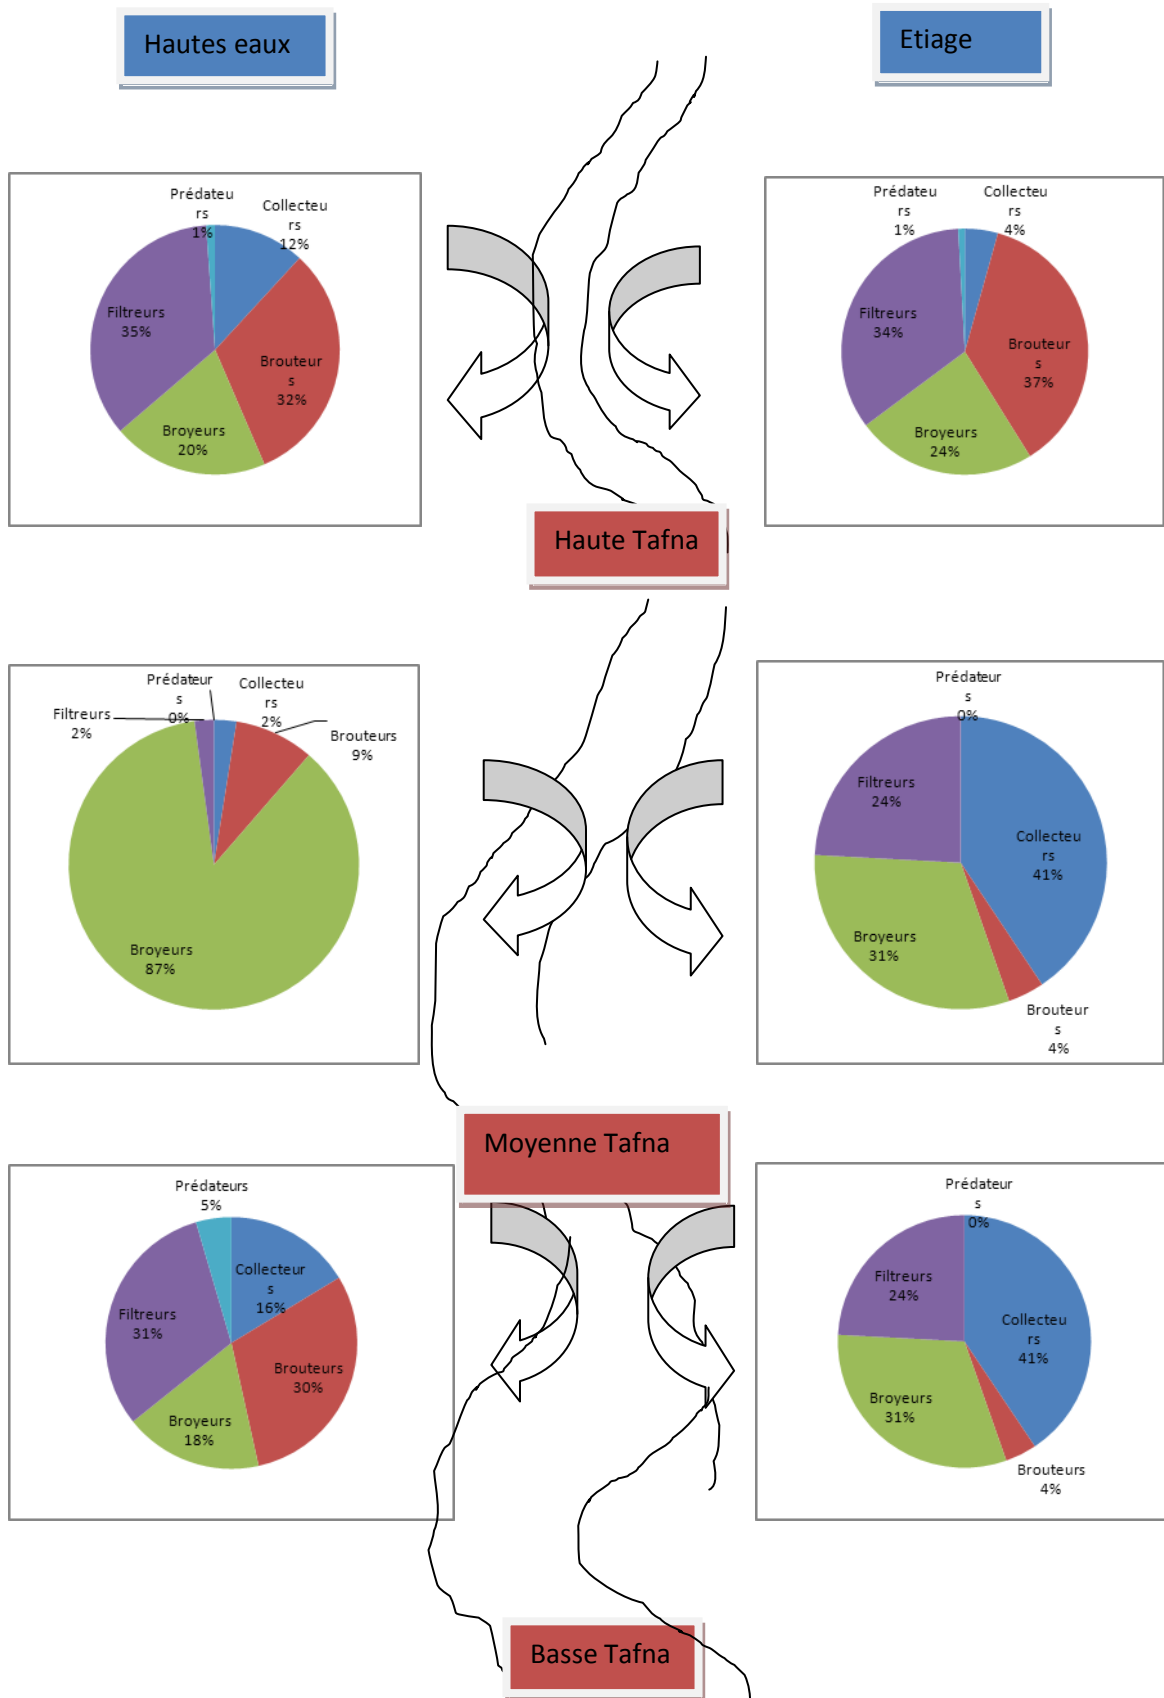 Hautes eaux
Etiage
Prédateu
rs
1%
Collecteu
rs
12%
Filtreurs
35%
Brouteur
s
32%
Broyeurs
20%
Prédateu
rs
1%
Collecteu
rs
4%
Filtreurs
34%
Brouteur
s
37%
Broyeurs
24%
Haute Tafna
Prédateur
s
0%
Collecteu
rs
2%
Filtreurs
2%
Brouteurs
9%
Broyeurs
87%
Prédateur
s
0%
Filtreurs
24%
Collecteu
rs
41%
Broyeurs
31%
Brouteur
s
4%
Moyenne Tafna
Prédateurs
5%
Collecteur
s
16%
Filtreurs
31%
Brouteurs
30%
Broyeurs
18%
Prédateur
s
0%
Filtreurs
24%
Collecteu
rs
41%
Broyeurs
31%
Brouteurs
4%
Basse Tafna